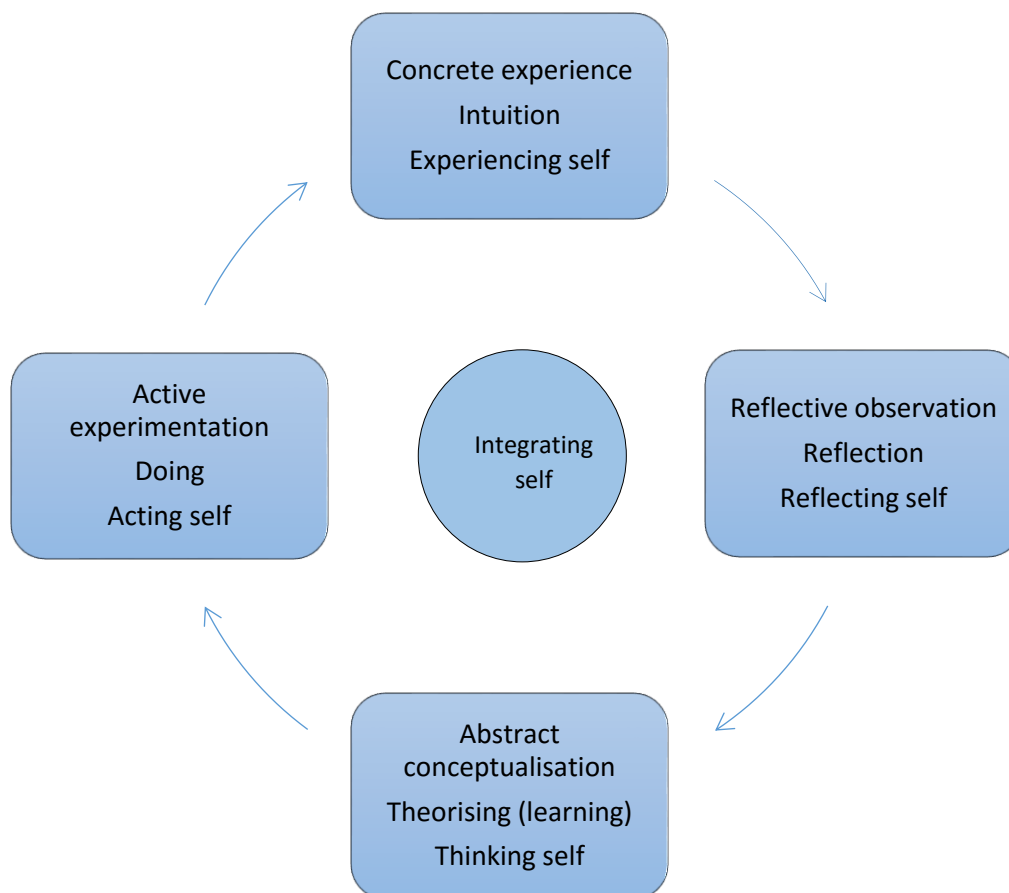 Concrete experience
Intuition
Experiencing self
Active
experimentation
Doing
Acting self
Integrating
self
Reflective observation
Reflection
Reflecting self
Abstract
conceptualisation
Theorising (learning)
Thinking self